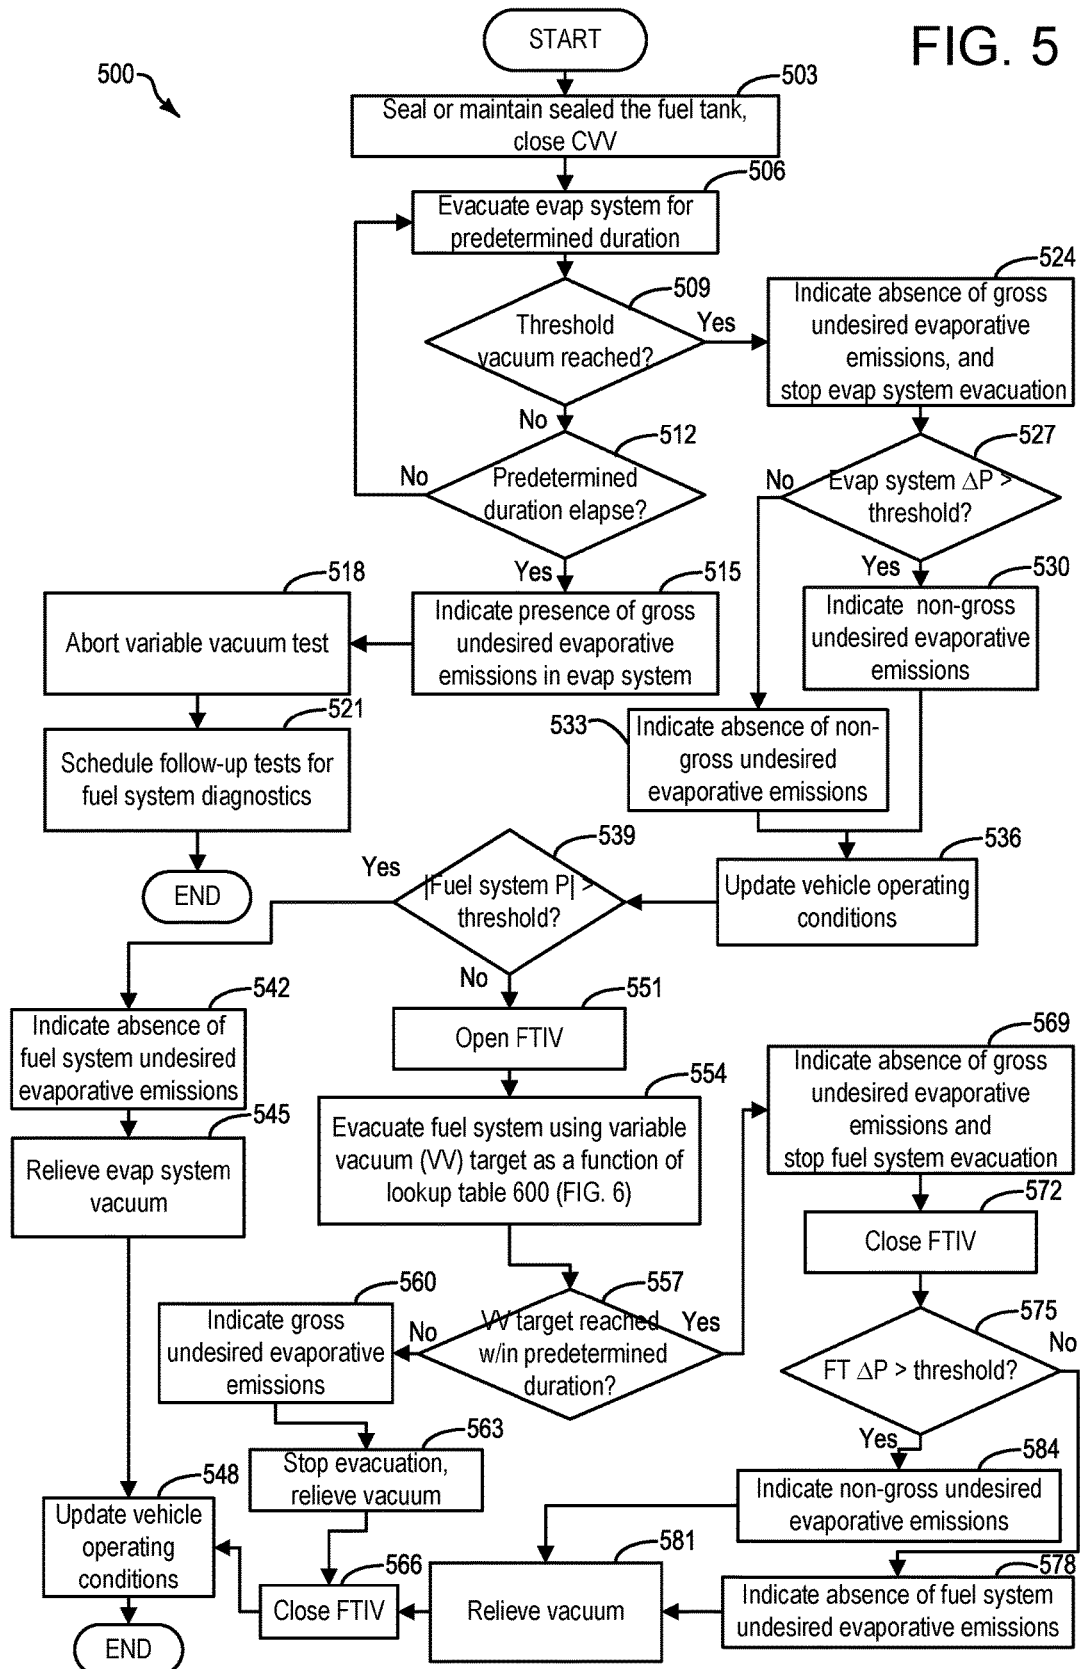 START
FIG. 5
500
503
Seal or maintain sealed the fuel tank,
close CVV
506
Evacuate evap system for
predetermined duration
509
Threshold
vacuum reached?
Yes
No
524
Indicate absence of gross
undesired evaporative
emissions, and
stop evap system evacuation
512
Predetermined
duration elapse?
No
Yes
527
Evap system ΔP >
threshold?
No
Yes
518
Abort variable vacuum test
515
Indicate presence of gross
undesired evaporative
emissions in evap system
530
Indicate non-gross
undesired evaporative
emissions
521
Schedule follow-up tests for
fuel system diagnostics
533
Indicate absence of non-
gross undesired
evaporative emissions
END
539
|Fuel system P| >
threshold?
Yes
No
536
Update vehicle operating
conditions
542
Indicate absence of
fuel system undesired
evaporative emissions
551
Open FTIV
569
Indicate absence of gross
undesired evaporative
emissions and
stop fuel system evacuation
545
Relieve evap system
vacuum
554
Evacuate fuel system using variable
vacuum (VV) target as a function of
lookup table 600 (FIG. 6)
572
Close FTIV
560
Indicate gross
undesired evaporative
emissions
557
VV target reached
w/in predetermined
duration?
No
Yes
575
FT ΔP > threshold?
No
Yes
563
Stop evacuation,
relieve vacuum
584
Indicate non-gross undesired
evaporative emissions
548
Update vehicle
operating
conditions
566
Close FTIV
581
Relieve vacuum
578
Indicate absence of fuel system
undesired evaporative emissions
END